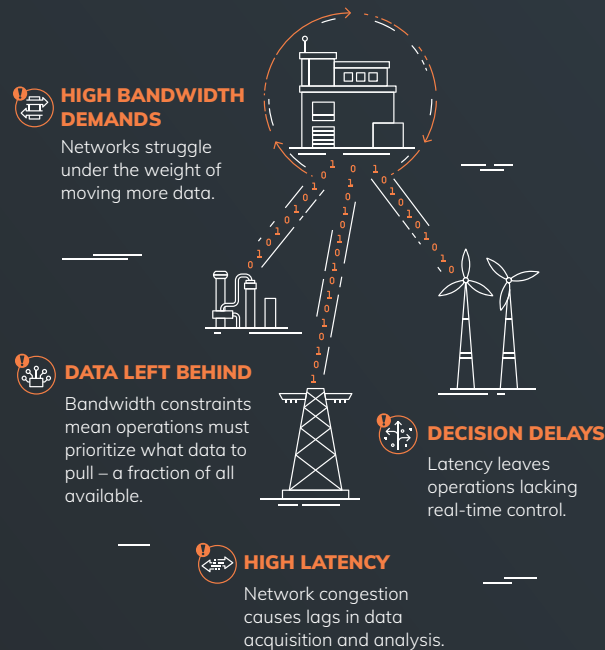 HIGH BANDWIDTH
DEMANDS
Networks struggle
under the weight of
moving more data.
DATA LEFT BEHIND
Bandwidth constraints
mean operations must
prioritize what data to
pull – a fraction of all
available.
DECISION DELAYS
Latency leaves
operations lacking
real-time control.
HIGH LATENCY
Network congestion
causes lags in data
acquisition and analysis.